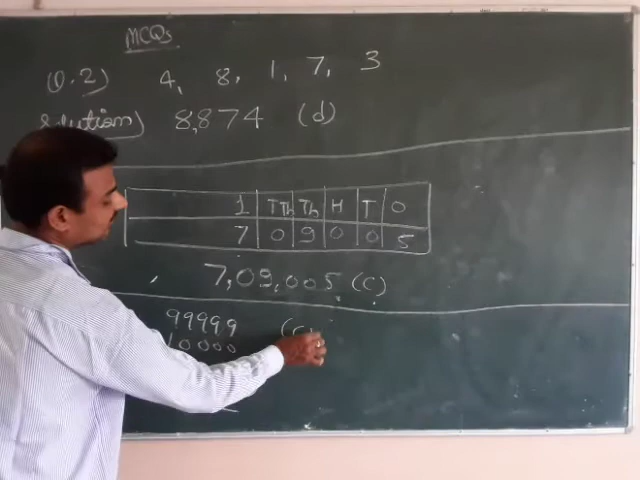 MCQs
Q.2) 4, 8, 1, 7, 3
Solution) 8,874 (d)
1 TTh Th H T O
7 0 9 0 0 5
7,09,005 (C)
99999 (C)
10000